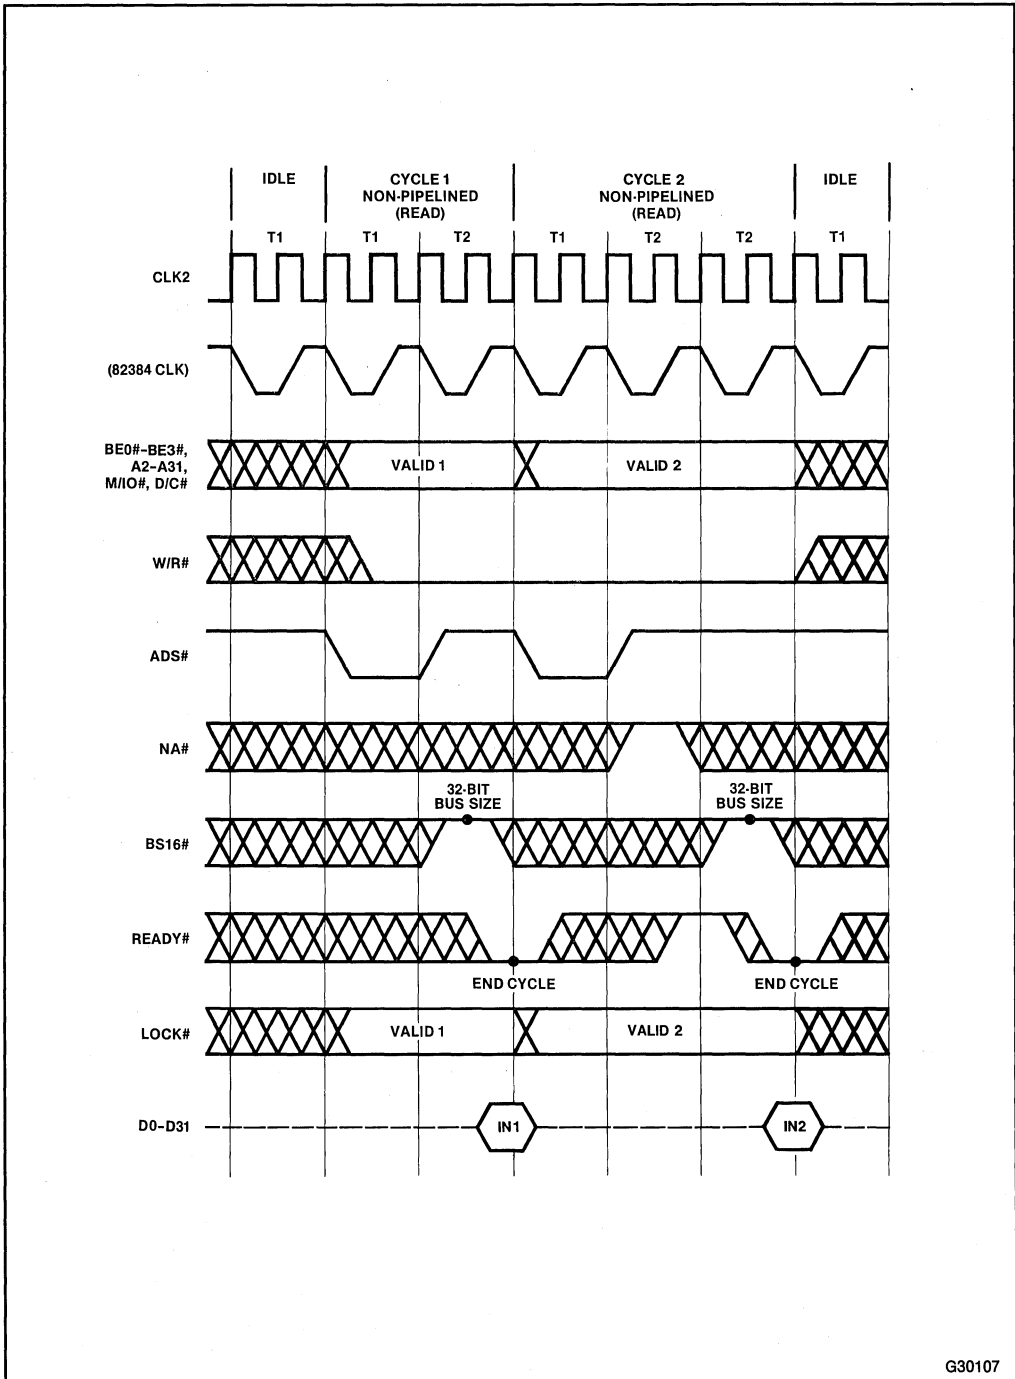 IDLE
CYCLE 1
NON-PIPELINED
(READ)
CYCLE 2
NON-PIPELINED
(READ)
IDLE
T1
T1
T2
T1
T2
T2
T1
CLK2
(82384 CLK)
BE0#-BE3#,
A2-A31,
M/IO#, D/C#
VALID 1
VALID 2
W/R#
ADS#
NA#
32-BIT
BUS SIZE
32-BIT
BUS SIZE
BS16#
READY#
END CYCLE
END CYCLE
LOCK#
VALID 1
VALID 2
D0-D31
IN1
IN2
G30107